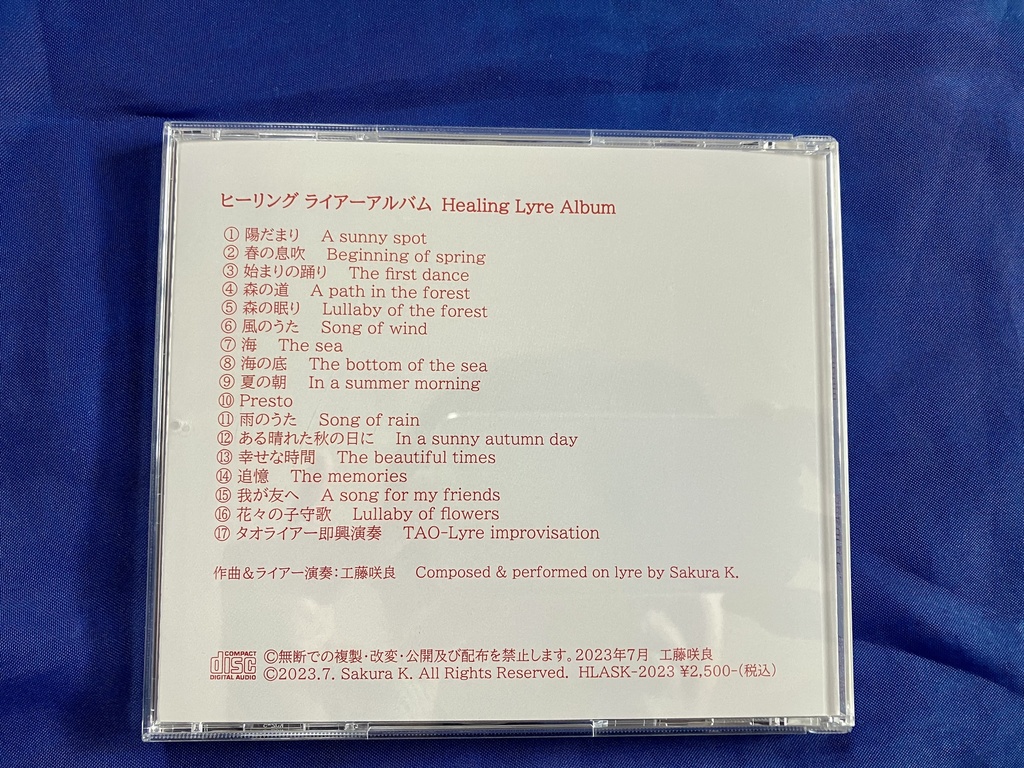 ヒーリング ライアーアルバム Healing Lyre Album
① 陽だまり A sunny spot
② 春の息吹 Beginning of spring
③ 始まりの踊り The first dance
④ 森の道 A path in the forest
⑤ 森の眠り Lullaby of the forest
⑥ 風のうた Song of wind
⑦ 海 The sea
⑧ 海の底 The bottom of the sea
⑨ 夏の朝 In a summer morning
⑩ Presto
⑪ 雨のうた Song of rain
⑫ ある晴れた秋の日に In a sunny autumn day
⑬ 幸せな時間 The beautiful times
⑭ 追憶 The memories
⑮ 我が友へ A song for my friends
⑯ 花々の子守歌 Lullaby of flowers
⑰ タオライアー即興演奏 TAO-Lyre improvisation
作曲&ライアー演奏:工藤咲良 Composed & performed on lyre by Sakura K.
COMPACT
disc
DIGITAL AUDIO
©無断での複製・改変・公開及び配布を禁止します。2023年7月 工藤咲良
©2023.7. Sakura K. All Rights Reserved. HLASK-2023 ¥2,500-(税込)